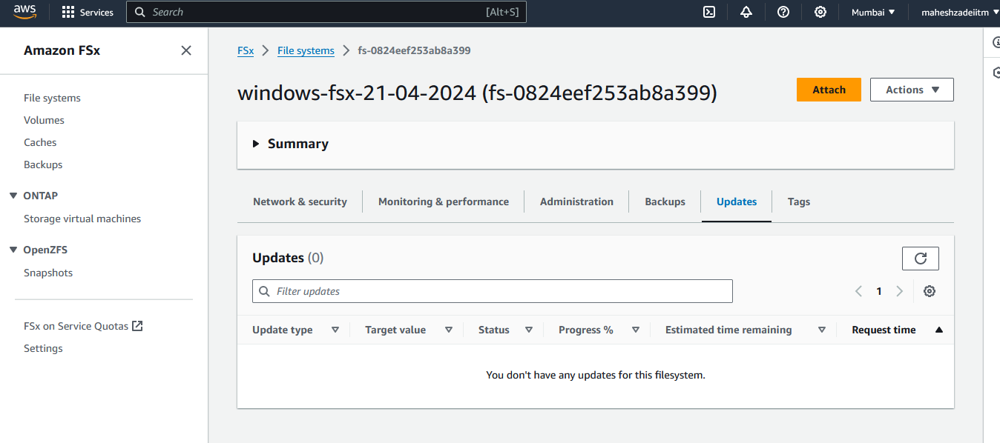 aws Services Search [Alt+S] Mumbai maheshzadeiitm
Amazon FSx
File systems
Volumes
Caches
Backups
ONTAP
Storage virtual machines
OpenZFS
Snapshots
FSx on Service Quotas
Settings
FSx File systems fs-0824eef253ab8a399
windows-fsx-21-04-2024 (fs-0824eef253ab8a399) Attach Actions
Summary
Network & security Monitoring & performance Administration Backups Updates Tags
Updates (0)
Filter updates 1
Update type Target value Status Progress % Estimated time remaining Request time
You don't have any updates for this filesystem.